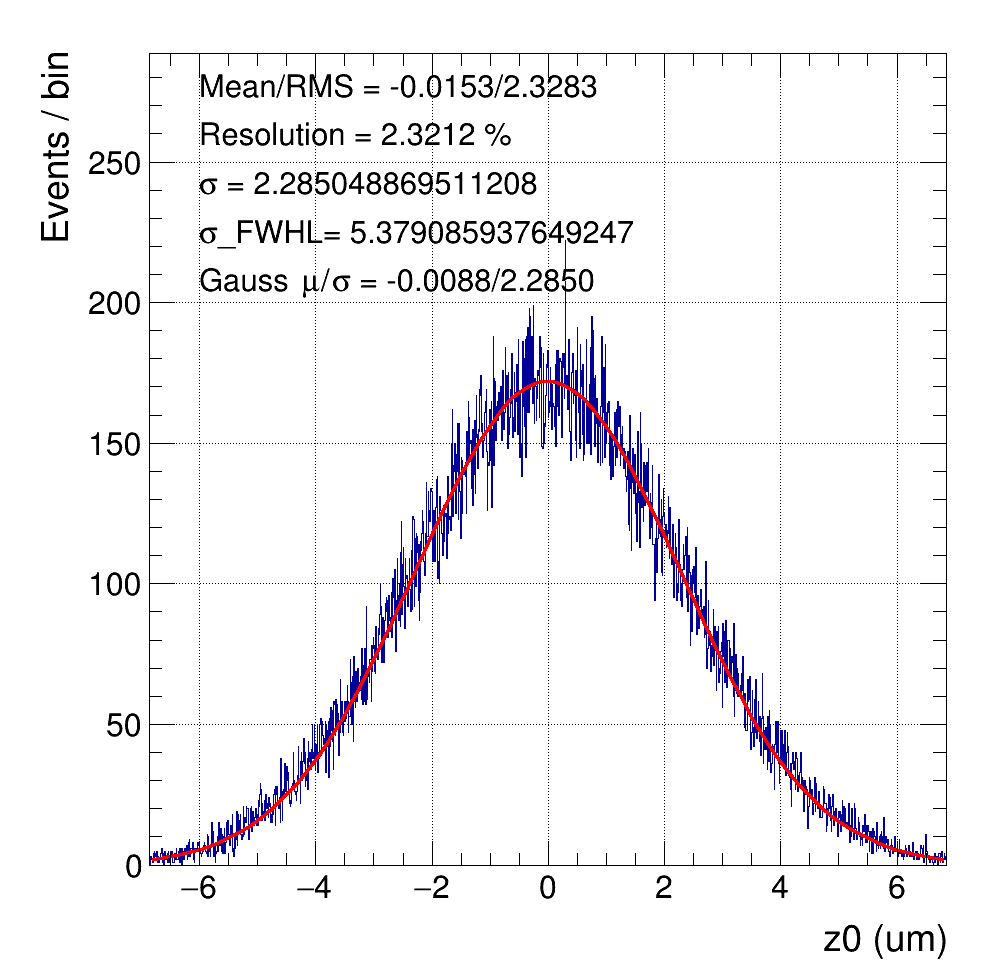 Events / bin
Mean/RMS = -0.0153/2.3283
Resolution = 2.3212 %
σ = 2.285048869511208
σ_FWHL= 5.379085937649247
Gauss μ/σ = -0.0088/2.2850
250
200
150
100
50
0
−6 −4 −2 0 2 4 6
z0 (um)